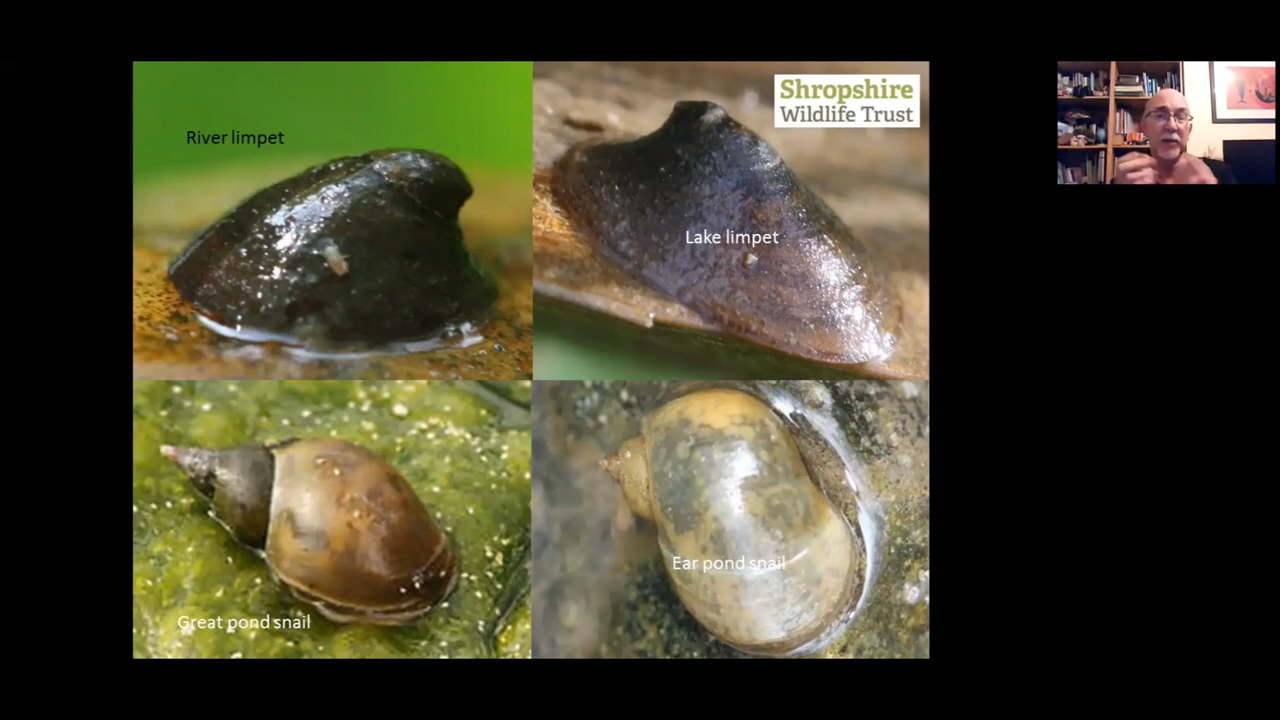 River limpet
Shropshire
Wildlife Trust
Lake limpet
Great pond snail
Ear pond snail